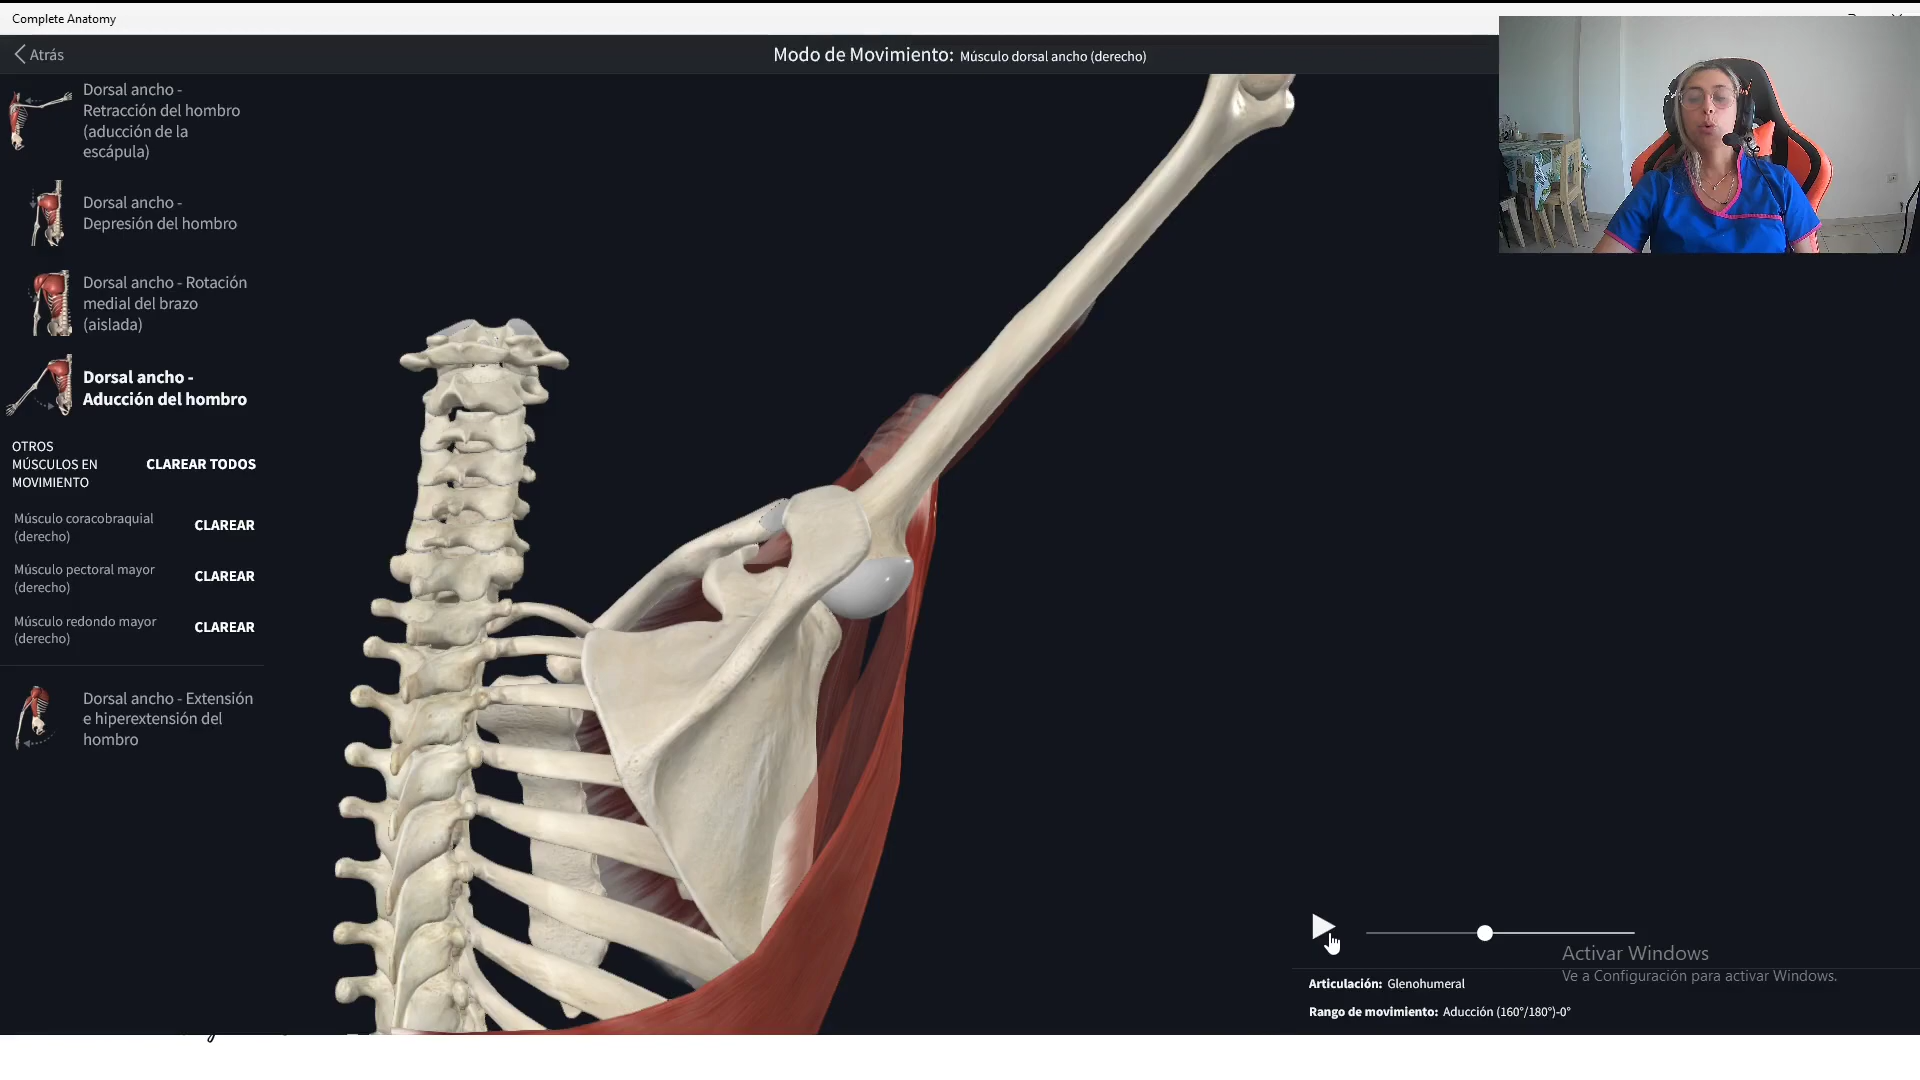 Complete Anatomy
Atrás
Modo de Movimiento: Músculo dorsal ancho (derecho)
Dorsal ancho -
Retracción del hombro
(aducción de la
escápula)
Dorsal ancho -
Depresión del hombro
Dorsal ancho - Rotación
medial del brazo
(aislada)
Dorsal ancho -
Aducción del hombro
OTROS
MÚSCULOS EN
MOVIMIENTO
CLAREAR TODOS
Músculo coracobraquial
(derecho)
CLAREAR
Músculo pectoral mayor
(derecho)
CLAREAR
Músculo redondo mayor
(derecho)
CLAREAR
Dorsal ancho - Extensión
e hiperextensión del
hombro
Activar Windows
Ve a Configuración para activar Windows.
Articulación: Glenohumeral
Rango de movimiento: Aducción (160°/180°)-0°